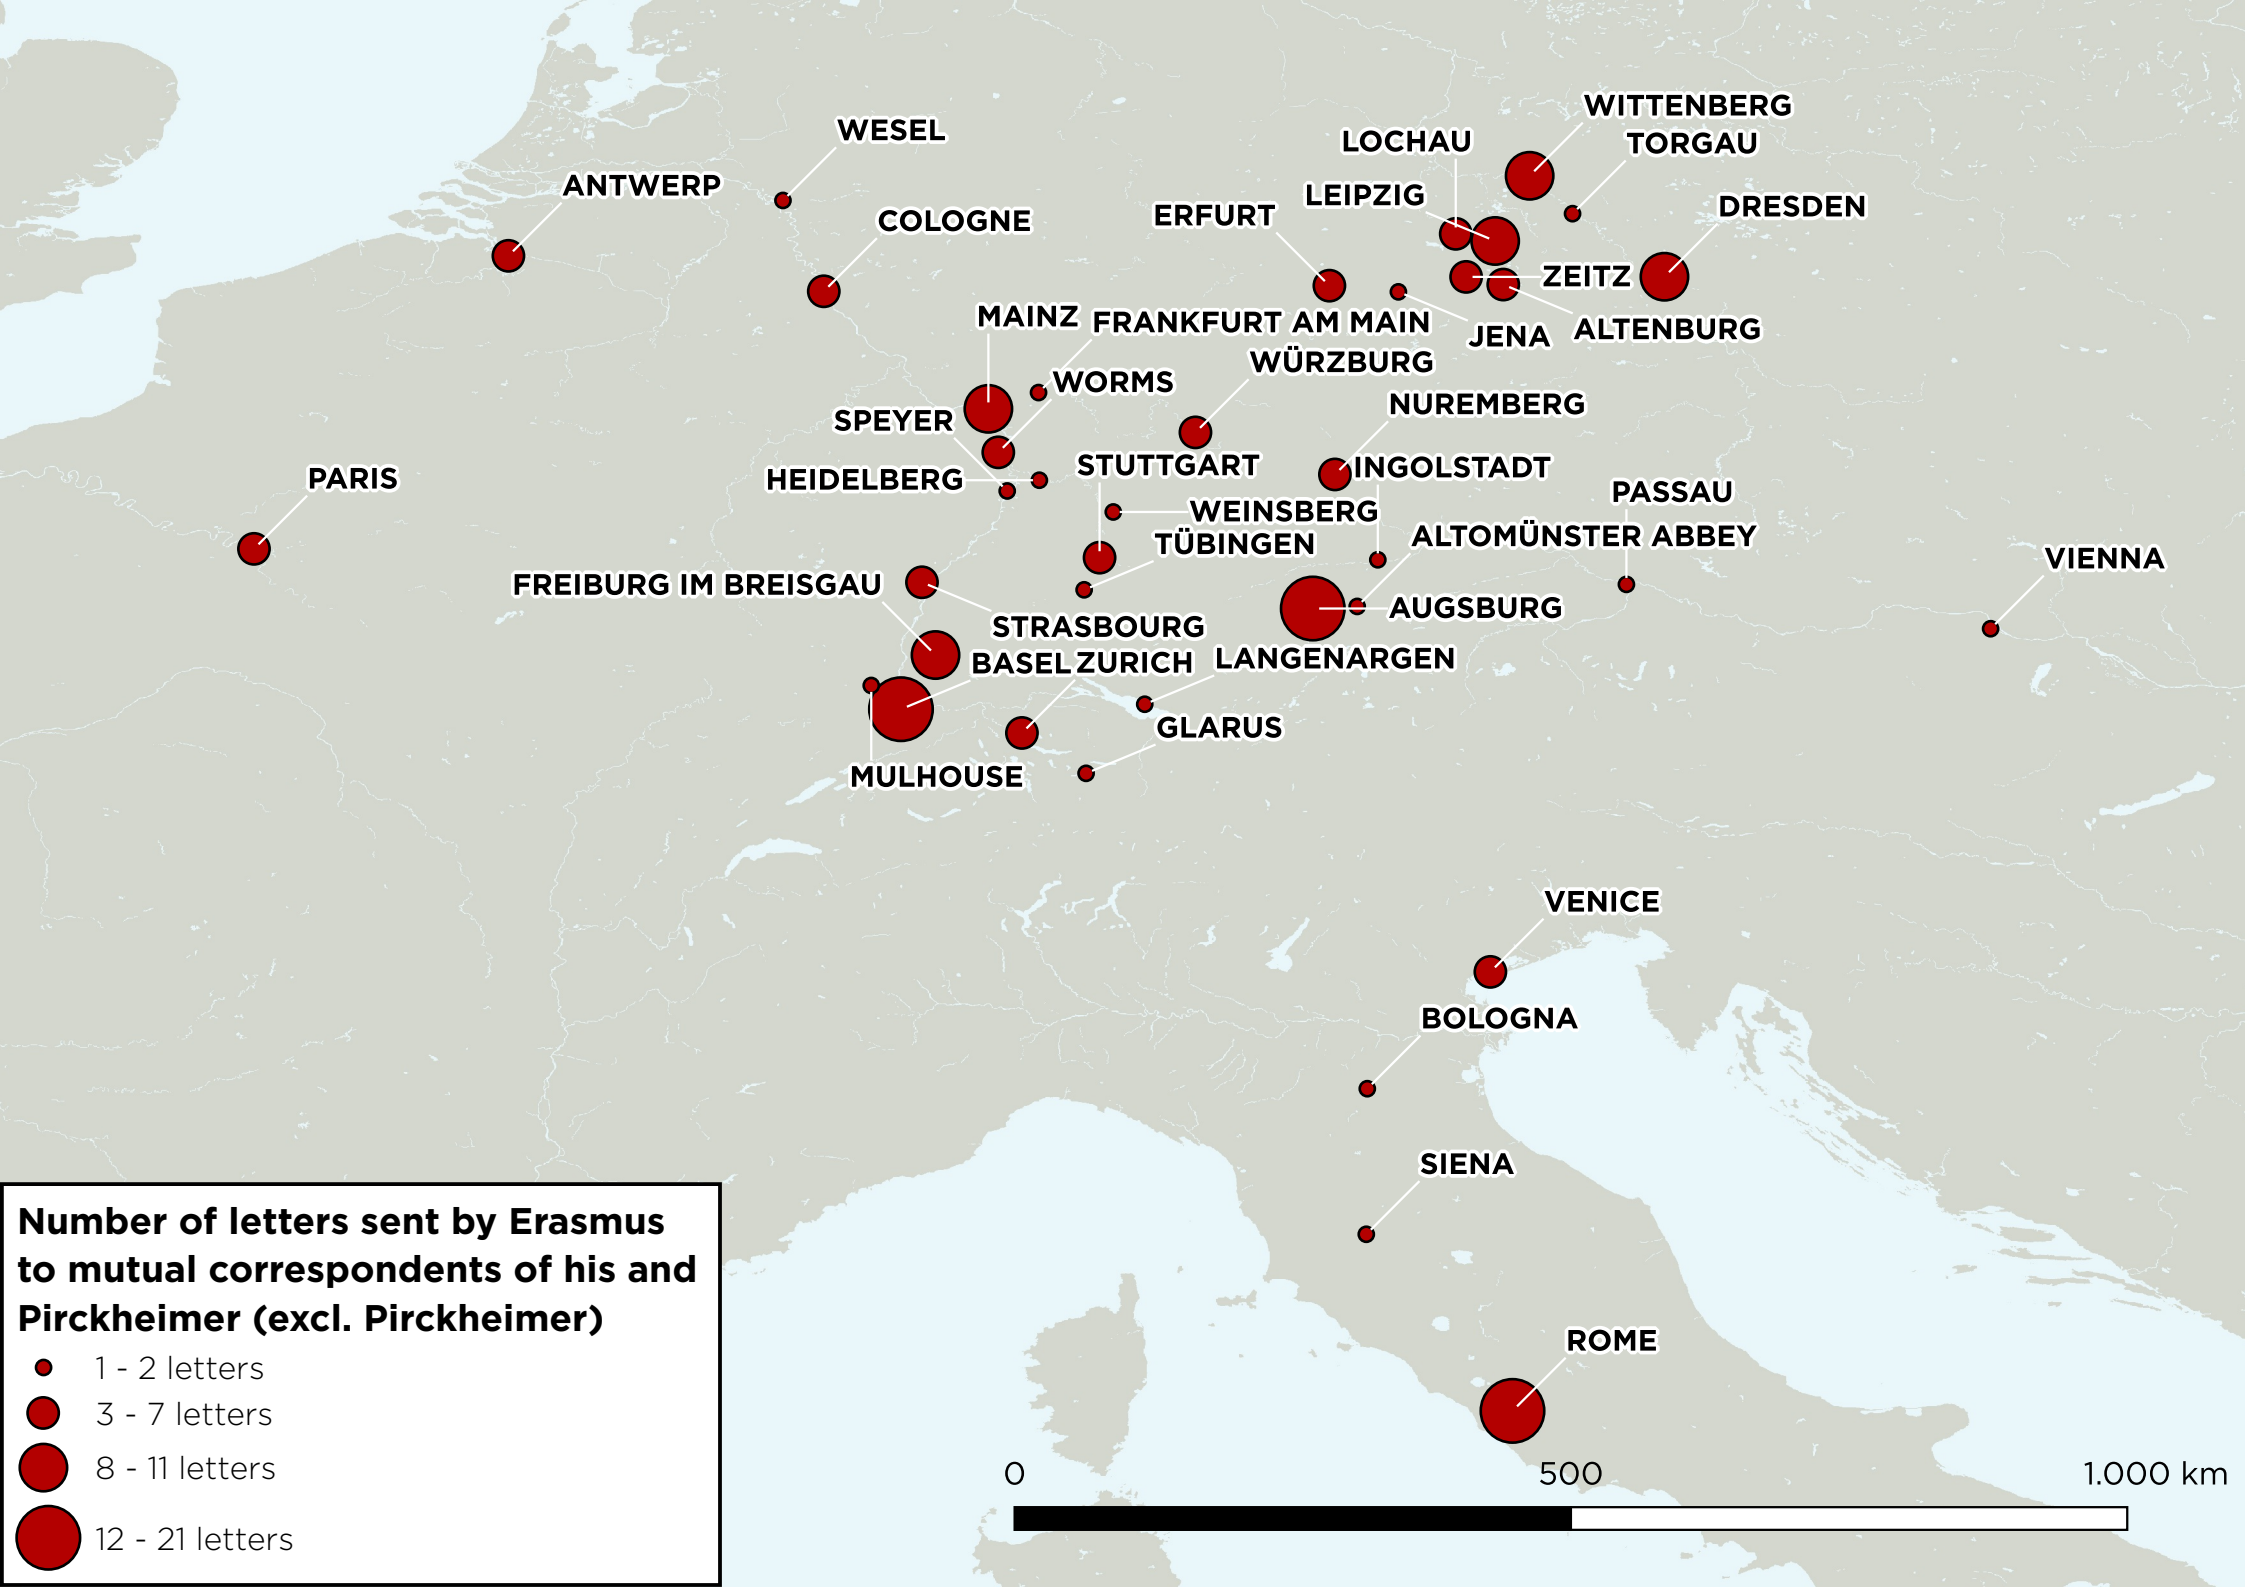 WITTENBERG
WESEL
LOCHAU
TORGAU
ANTWERP
LEIPZIG
DRESDEN
COLOGNE
ERFURT
ZEITZ
MAINZ
FRANKFURT AM MAIN
JENA
ALTENBURG
WÜRZBURG
WORMS
NUREMBERG
SPEYER
STUTTGART
INGOLSTADT
PARIS
HEIDELBERG
PASSAU
WEINSBERG
ALTOMÜNSTER ABBEY
TÜBINGEN
VIENNA
FREIBURG IM BREISGAU
AUGSBURG
STRASBOURG
BASEL
ZURICH
LANGENARGEN
GLARUS
MULHOUSE
VENICE
BOLOGNA
SIENA
ROME
Number of letters sent by Erasmus
to mutual correspondents of his and
Pirckheimer (excl. Pirckheimer)
1 - 2 letters
3 - 7 letters
8 - 11 letters
12 - 21 letters
0 500 1.000 km